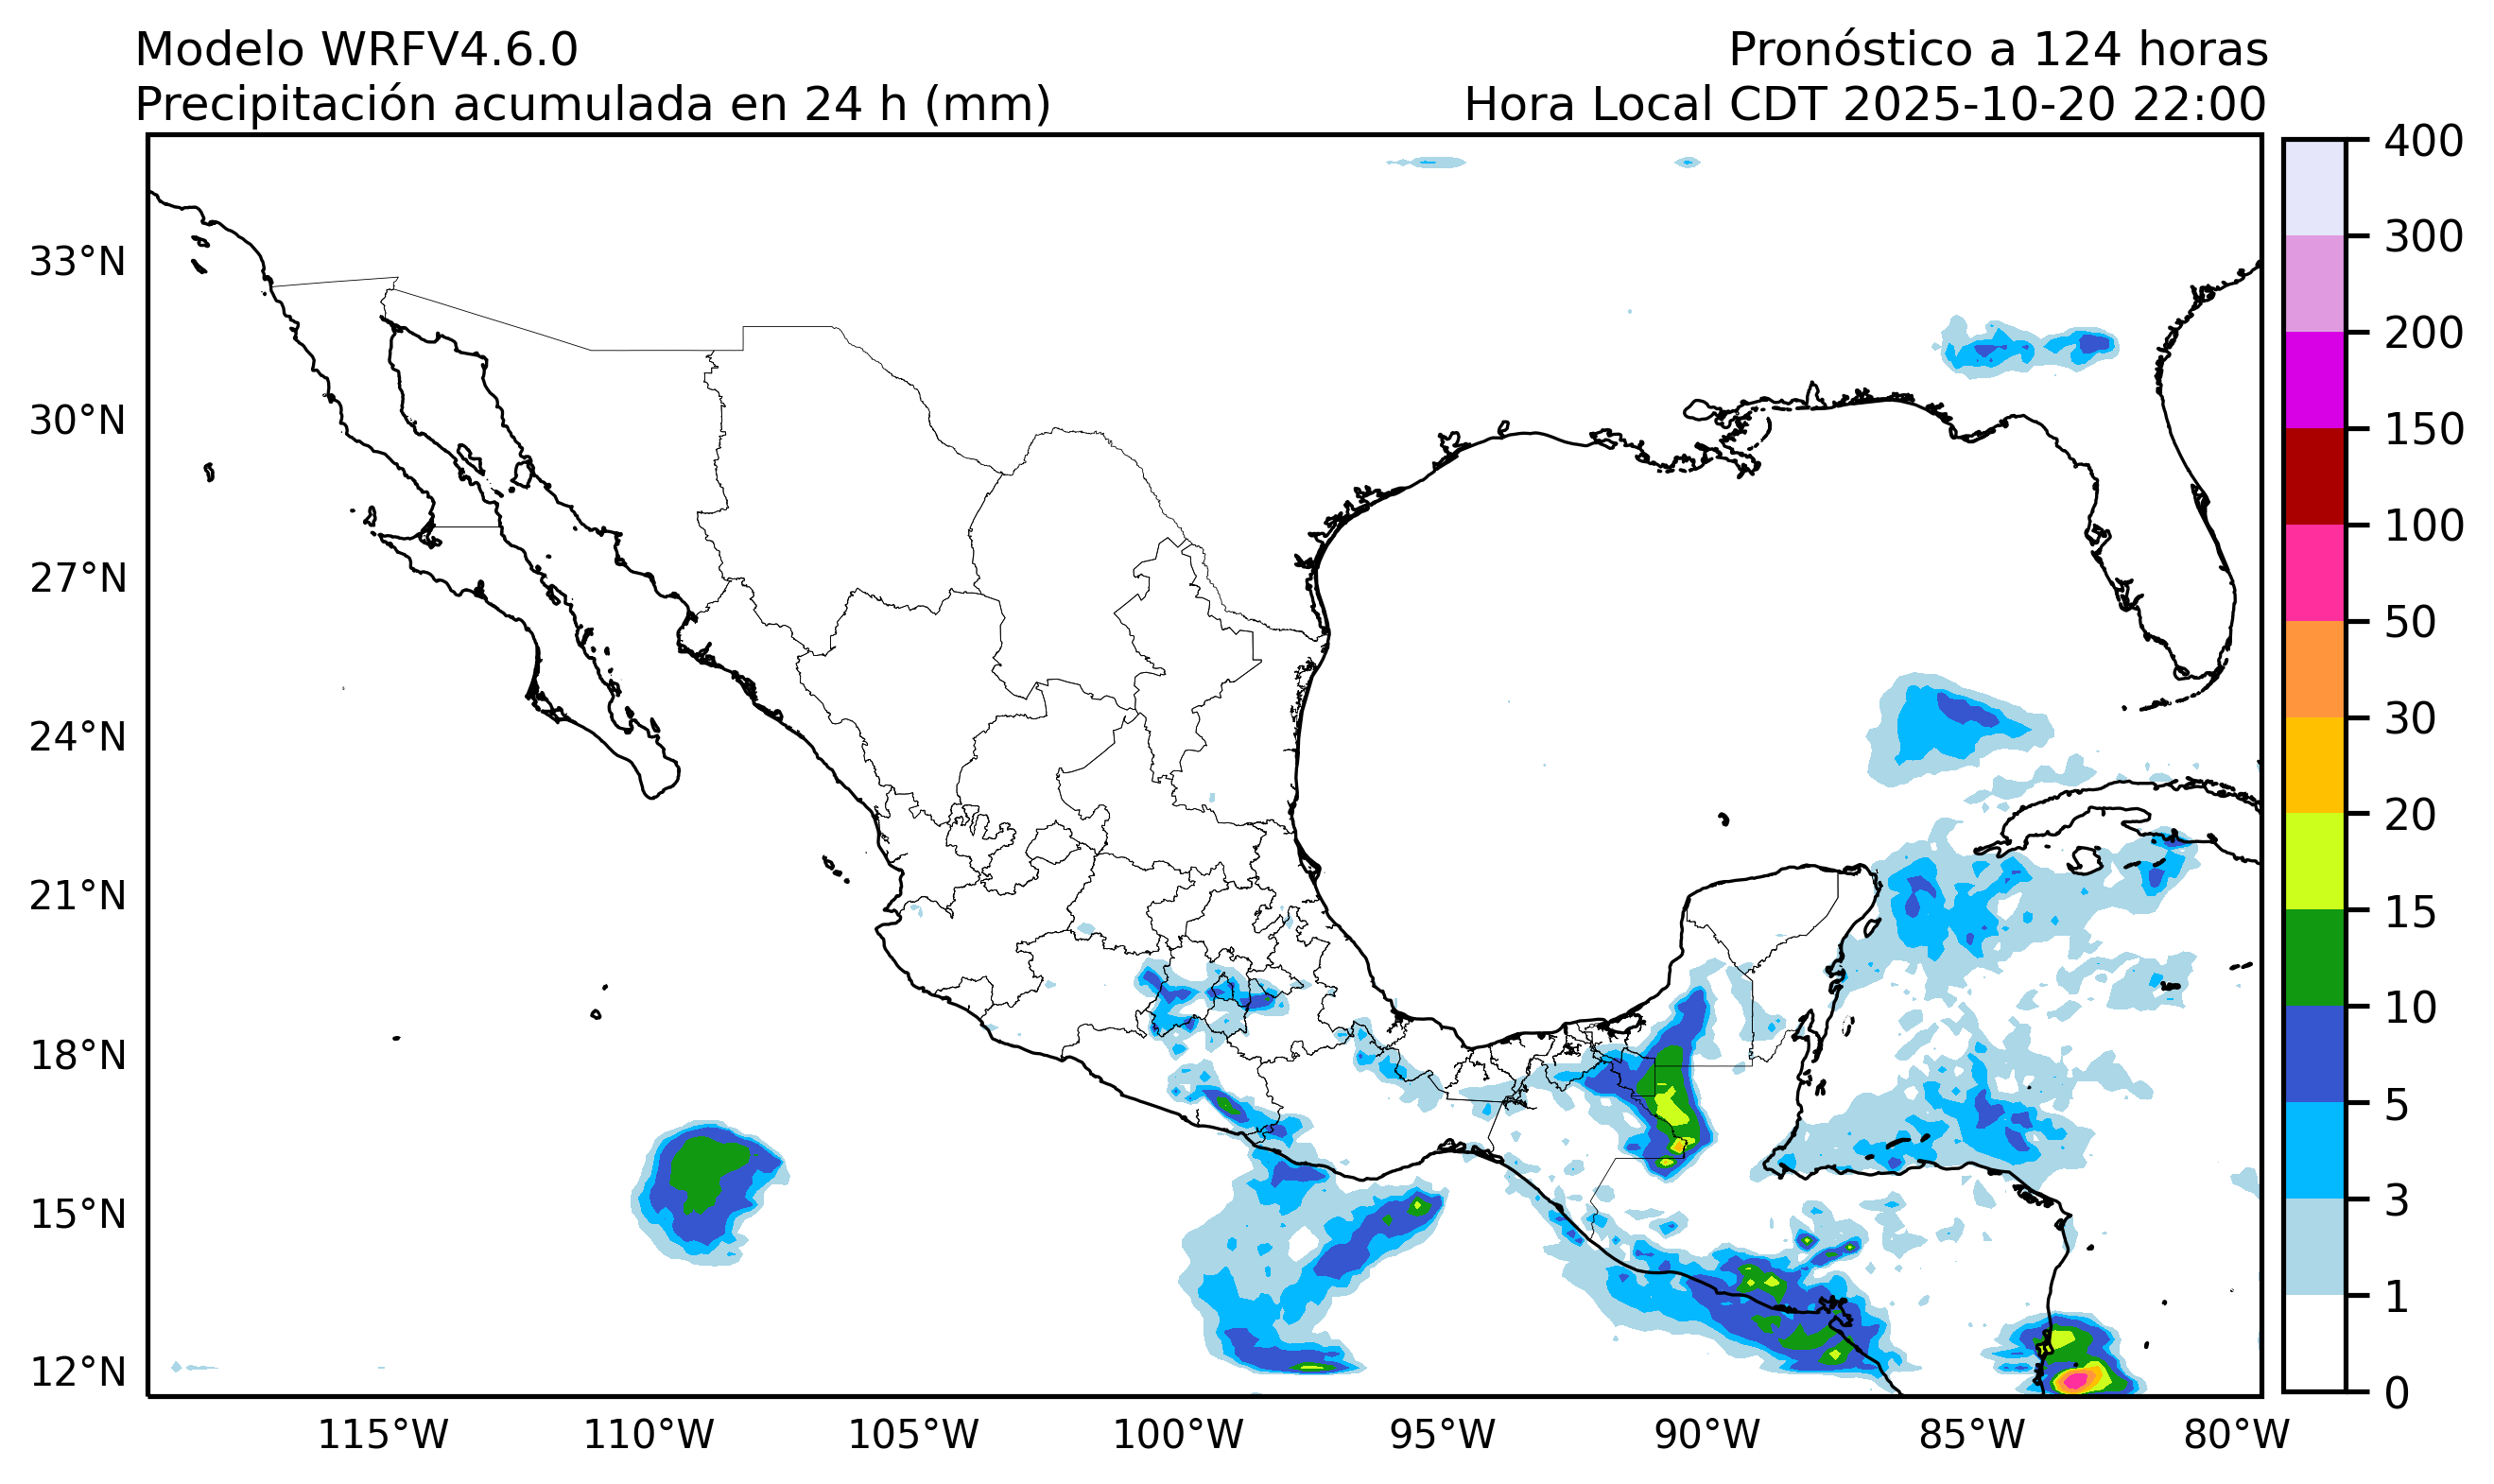 Modelo WRFV4.6.0
Pronóstico a 124 horas
Precipitación acumulada en 24 h (mm)
Hora Local CDT 2025-10-20 22:00
400
300
200
150
100
50
30
20
15
10
5
3
1
0
33°N
30°N
27°N
24°N
21°N
18°N
15°N
12°N
115°W
110°W
105°W
100°W
95°W
90°W
85°W
80°W